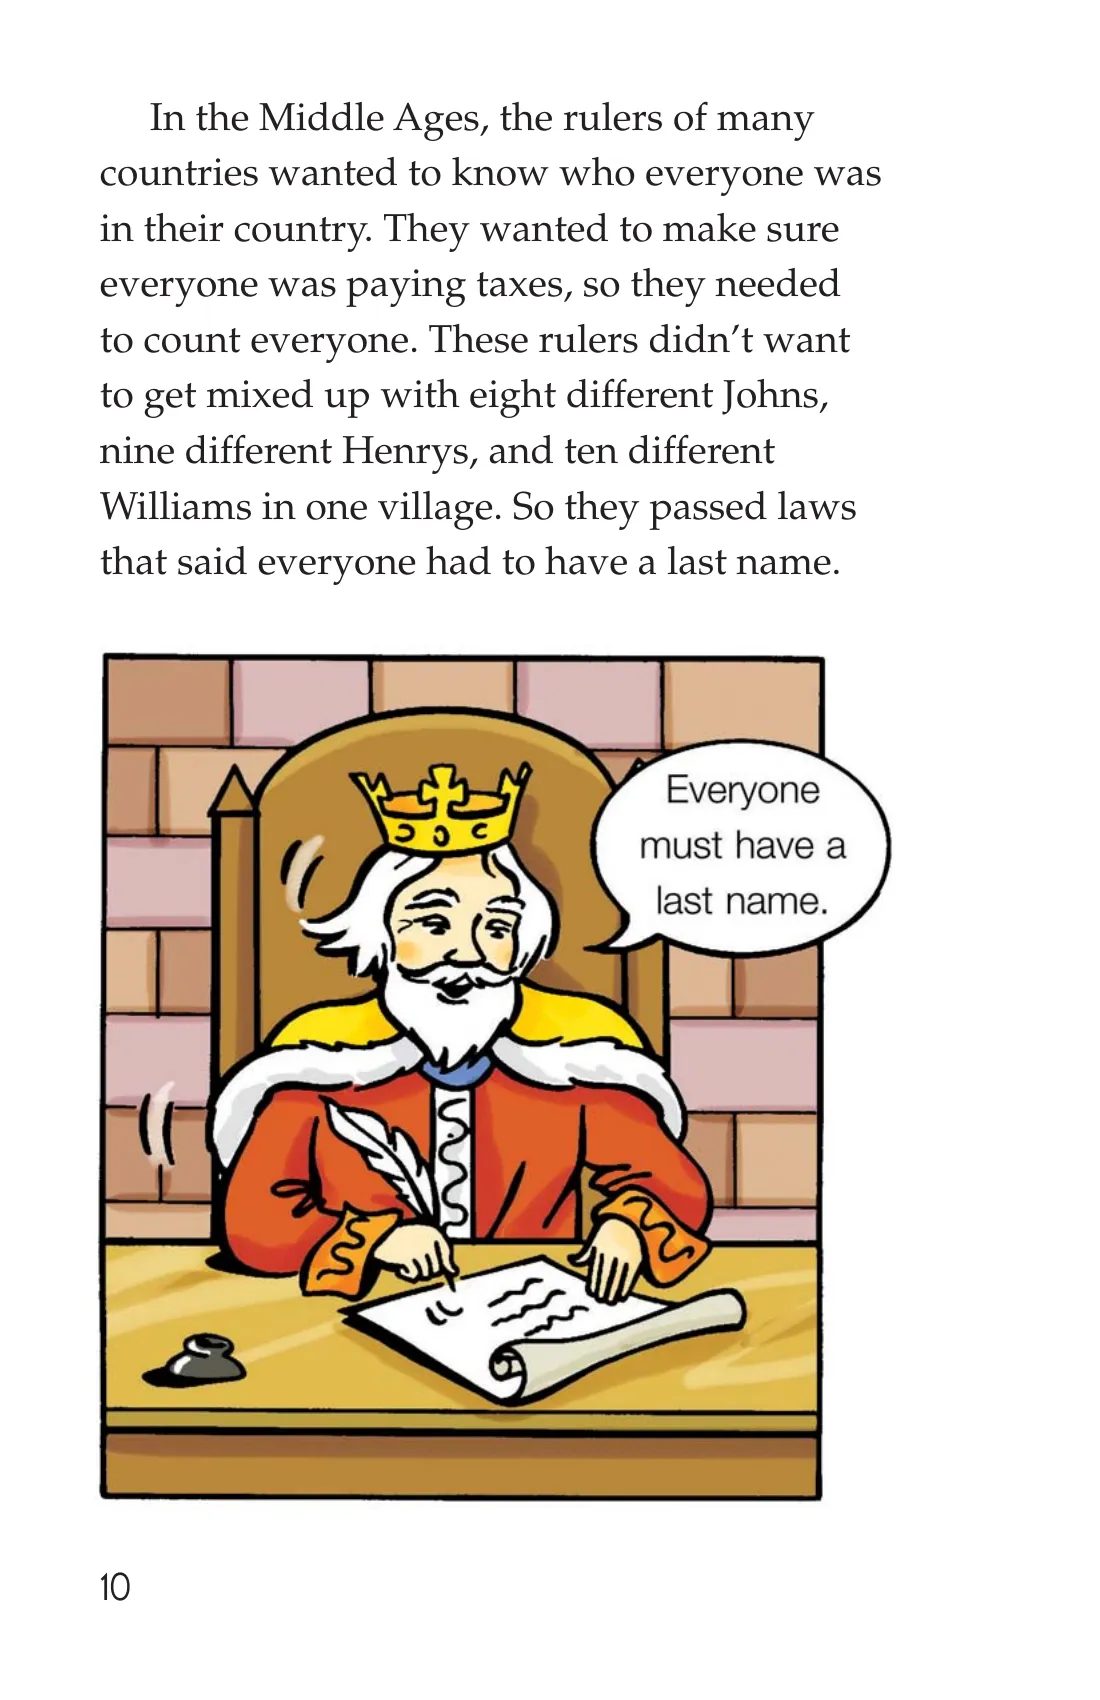 In the Middle Ages, the rulers of many
countries wanted to know who everyone was
in their country. They wanted to make sure
everyone was paying taxes, so they needed
to count everyone. These rulers didn’t want
to get mixed up with eight different Johns,
nine different Henrys, and ten different
Williams in one village. So they passed laws
that said everyone had to have a last name.
Everyone
must have a
last name.
10